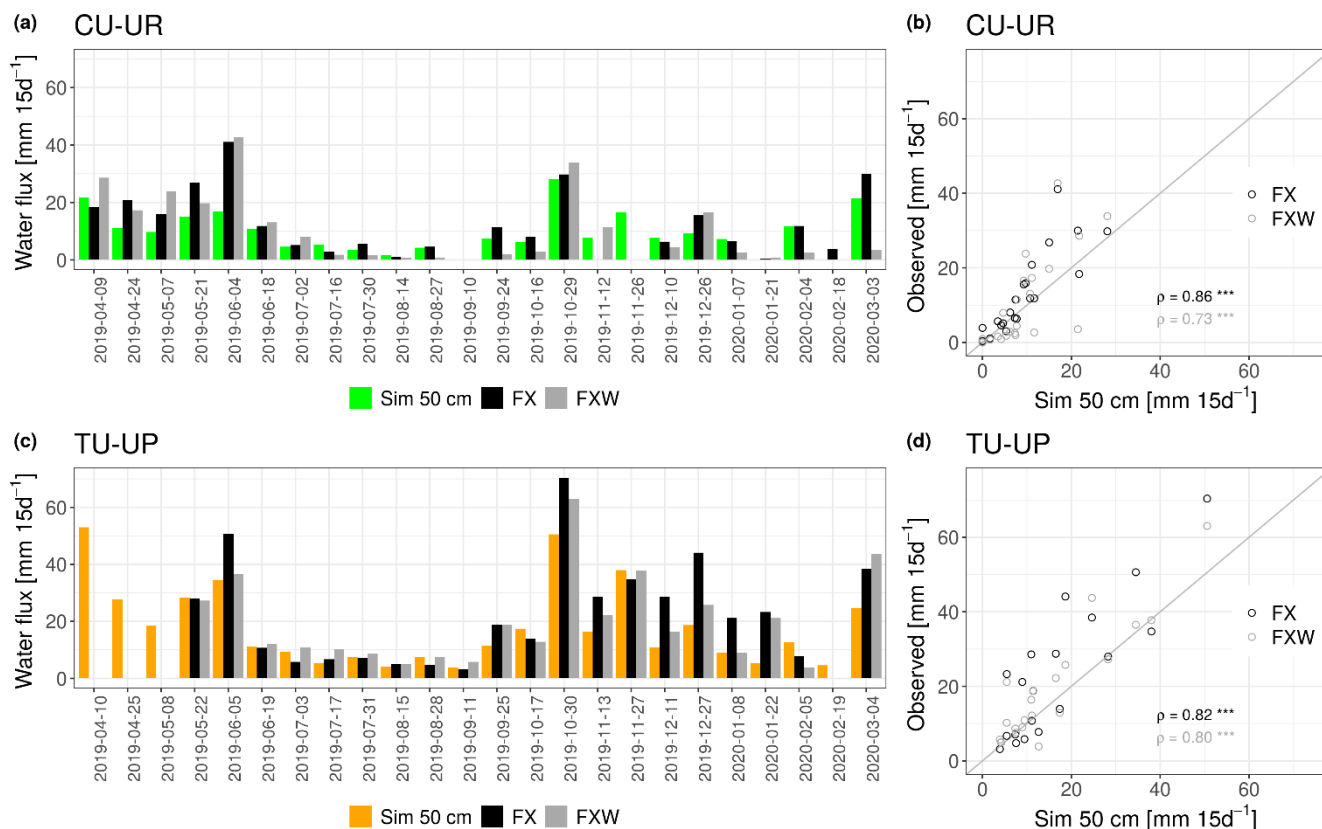 (a) CU-UR
Water flux [mm 15d⁻¹]
60
40
20
0
2019-04-09
2019-04-24
2019-05-07
2019-05-21
2019-06-04
2019-06-18
2019-07-02
2019-07-16
2019-07-30
2019-08-14
2019-08-27
2019-09-10
2019-09-24
2019-10-16
2019-10-29
2019-11-12
2019-11-26
2019-12-10
2019-12-26
2020-01-07
2020-01-21
2020-02-04
2020-02-18
2020-03-03
Sim 50 cm FX FXW
(b) CU-UR
Observed [mm 15d⁻¹]
60
40
20
0
FX
FXW
ρ = 0.86 ***
ρ = 0.73 ***
0 20 40 60
Sim 50 cm [mm 15d⁻¹]
(c) TU-UP
Water flux [mm 15d⁻¹]
60
40
20
0
2019-04-10
2019-04-25
2019-05-08
2019-05-22
2019-06-05
2019-06-19
2019-07-03
2019-07-17
2019-07-31
2019-08-15
2019-08-28
2019-09-11
2019-09-25
2019-10-17
2019-10-30
2019-11-13
2019-11-27
2019-12-11
2019-12-27
2020-01-08
2020-01-22
2020-02-05
2020-02-19
2020-03-04
Sim 50 cm FX FXW
(d) TU-UP
Observed [mm 15d⁻¹]
60
40
20
0
FX
FXW
ρ = 0.82 ***
ρ = 0.80 ***
0 20 40 60
Sim 50 cm [mm 15d⁻¹]